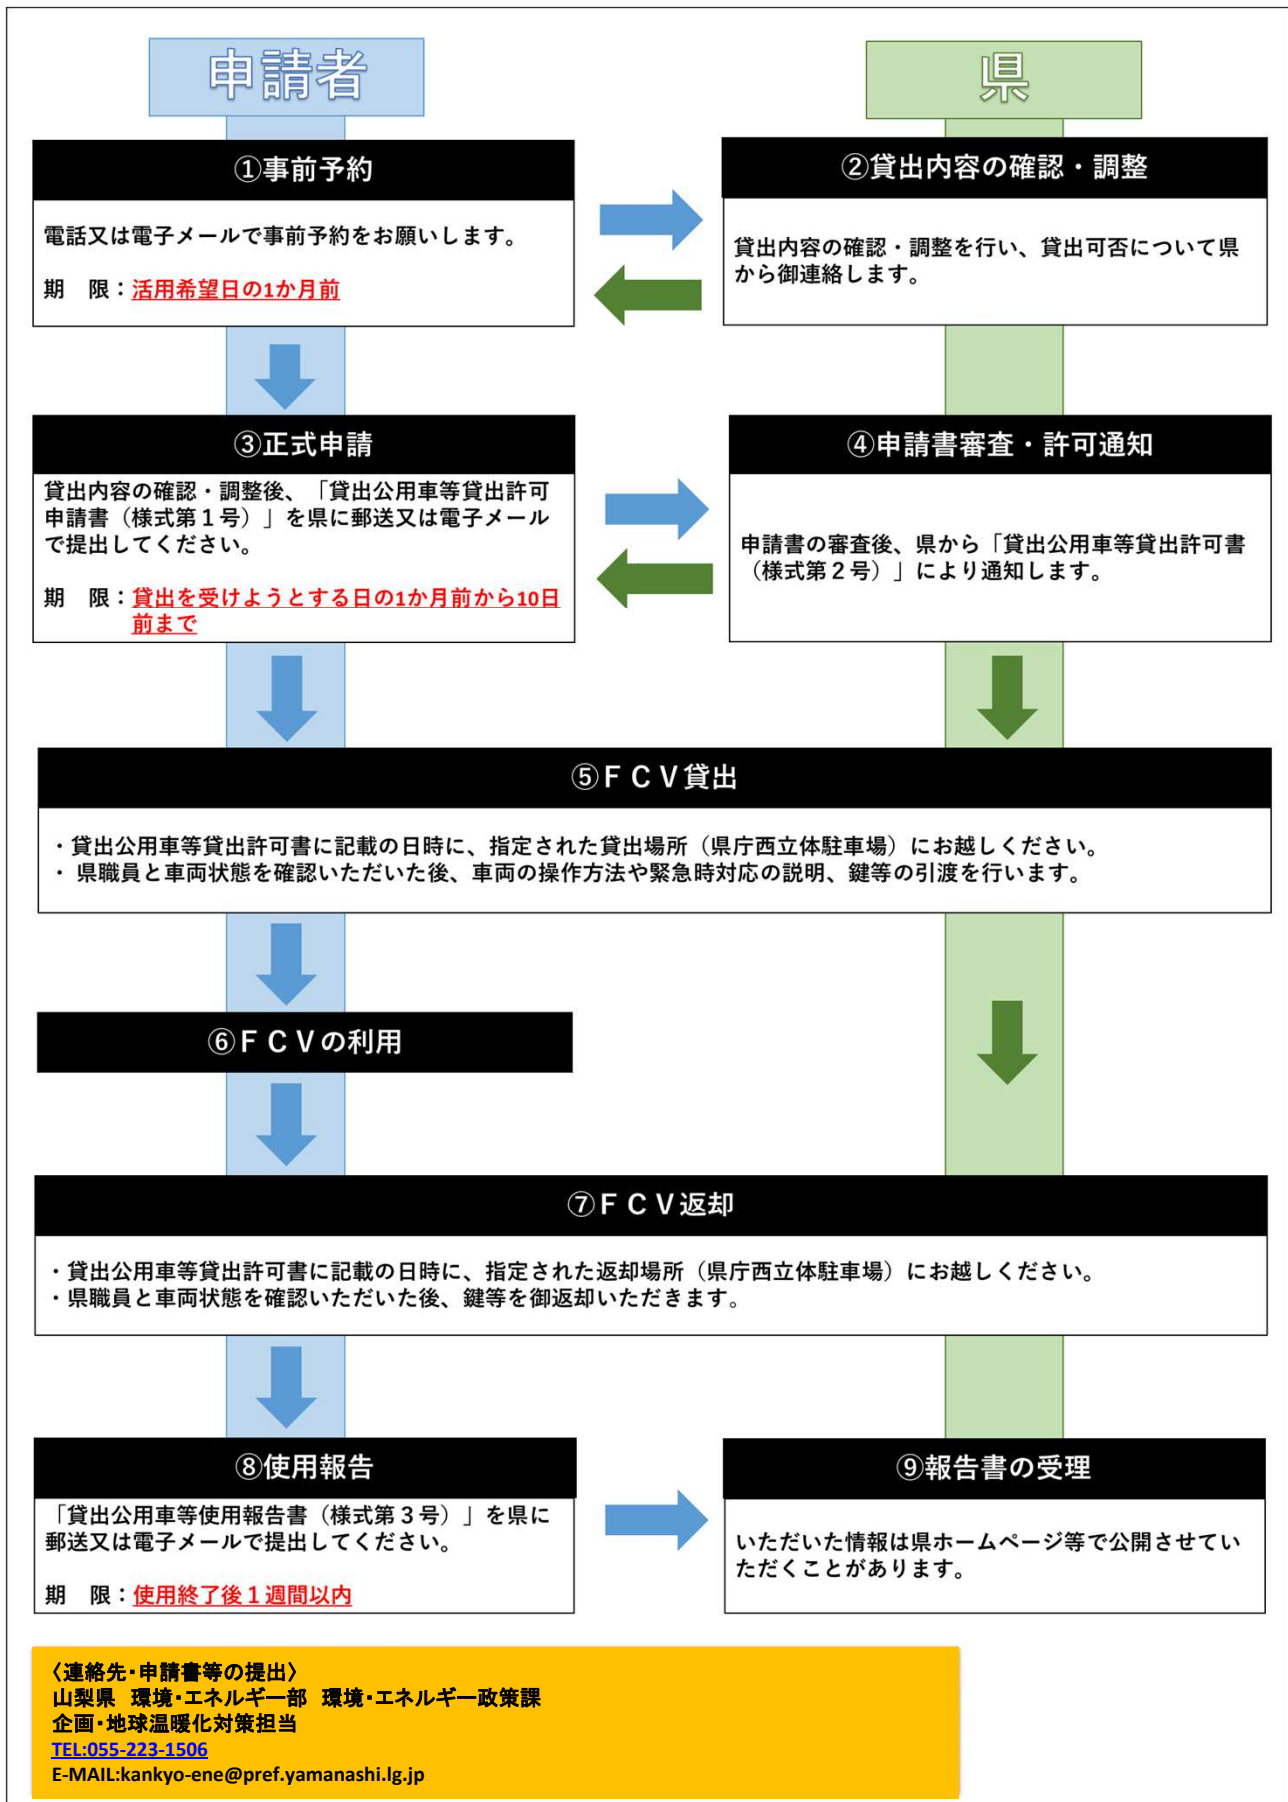 申請者
県
①事前予約
電話又は電子メールで事前予約をお願いします。
期　限：活用希望日の1か月前
②貸出内容の確認・調整
貸出内容の確認・調整を行い、貸出可否について県
から御連絡します。
③正式申請
貸出内容の確認・調整後、「貸出公用車等貸出許可
申請書（様式第１号）」を県に郵送又は電子メール
で提出してください。
期　限：貸出を受けようとする日の1か月前から10日
前まで
④申請書審査・許可通知
申請書の審査後、県から「貸出公用車等貸出許可書
（様式第２号）」により通知します。
⑤ＦＣＶ貸出
・貸出公用車等貸出許可書に記載の日時に、指定された貸出場所（県庁西立体駐車場）にお越しください。
・ 県職員と車両状態を確認いただいた後、車両の操作方法や緊急時対応の説明、鍵等の引渡を行います。
⑥ＦＣＶの利用
⑦ＦＣＶ返却
・貸出公用車等貸出許可書に記載の日時に、指定された返却場所（県庁西立体駐車場）にお越しください。
・県職員と車両状態を確認いただいた後、鍵等を御返却いただきます。
⑧使用報告
「貸出公用車等使用報告書（様式第３号）」を県に
郵送又は電子メールで提出してください。
期　限：使用終了後１週間以内
⑨報告書の受理
いただいた情報は県ホームページ等で公開させてい
ただくことがあります。
〈連絡先・申請書等の提出〉
山梨県　環境・エネルギー部　環境・エネルギー政策課
企画・地球温暖化対策担当
TEL:055-223-1506
E-MAIL:kankyo-ene@pref.yamanashi.lg.jp